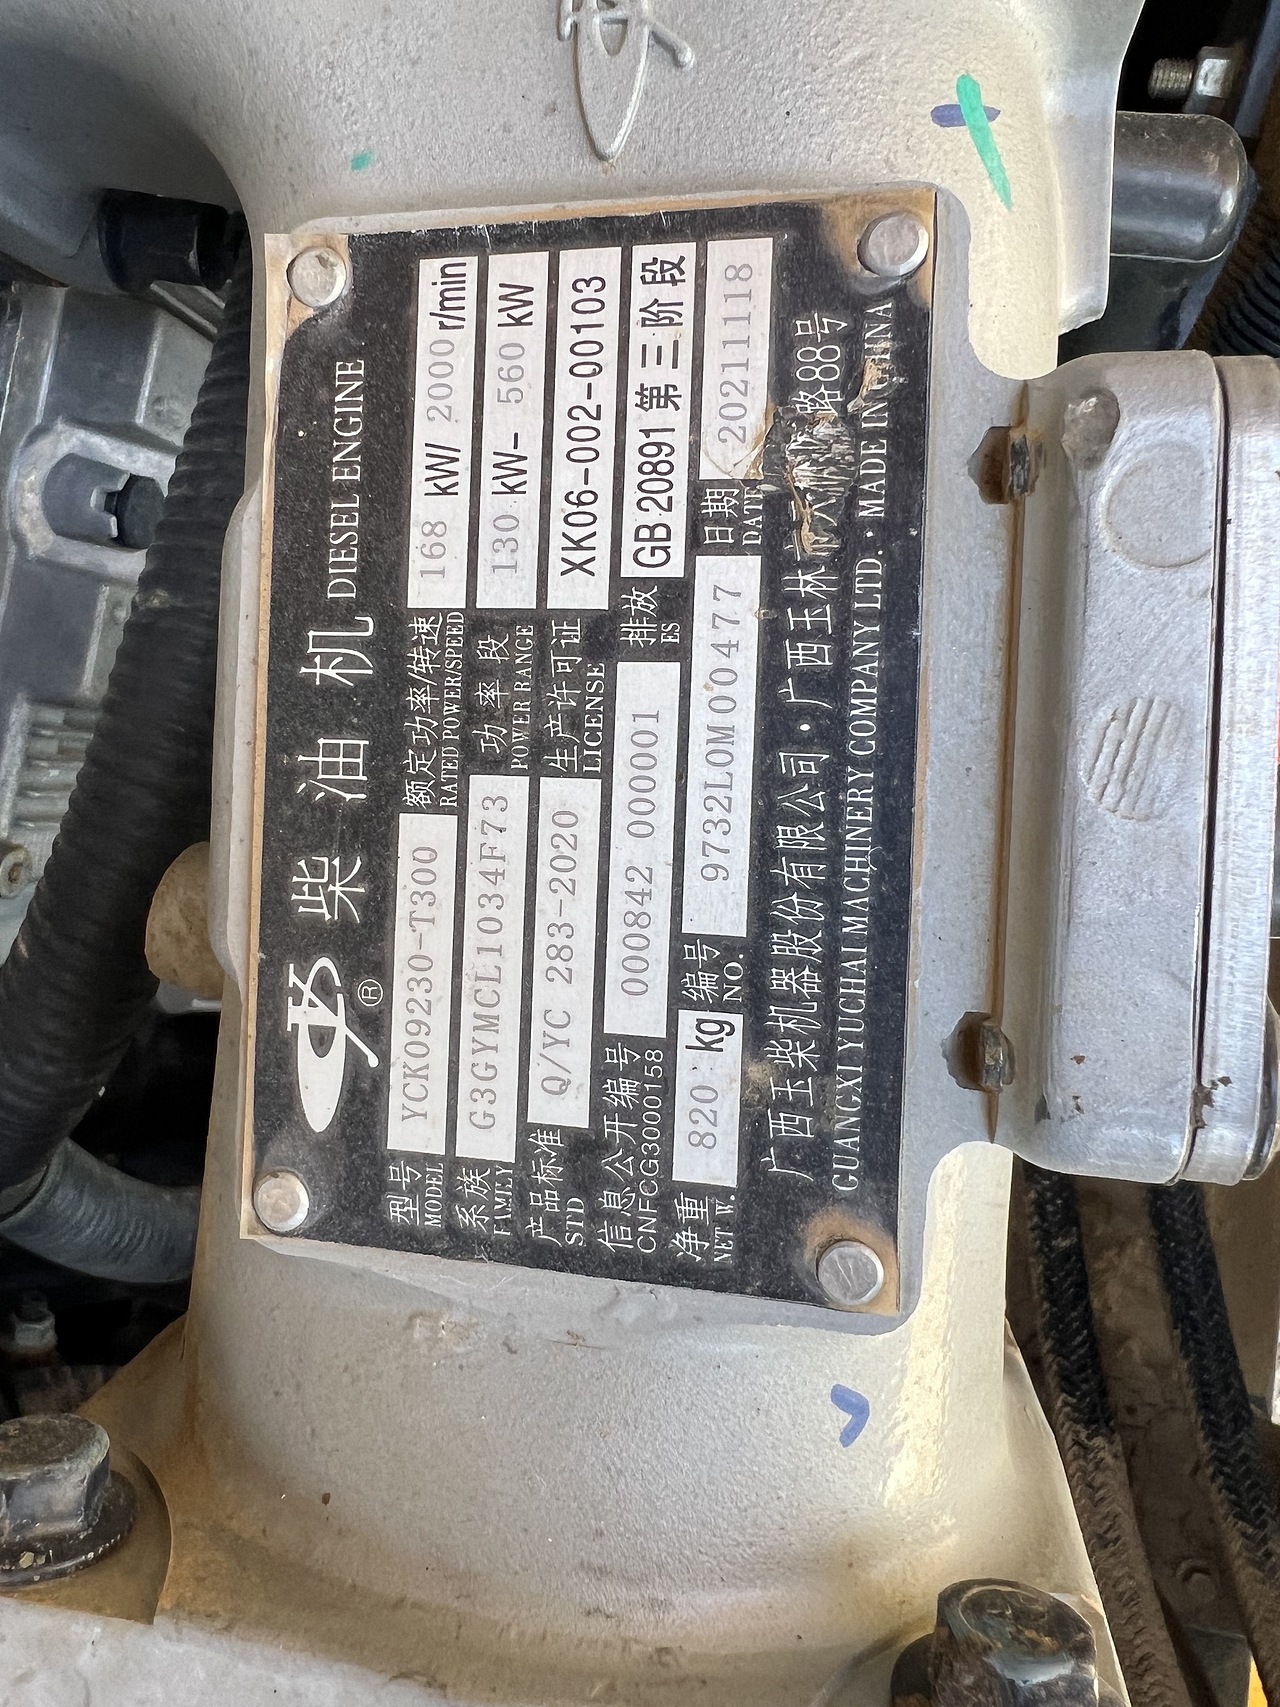 柴油机 DIESEL ENGINE
®
型号 MODEL YCK09230-T300 额定功率/转速 RATED POWER/SPEED 168 kW/ 2000 r/min
系族 FAMILY G3GYMCL1034F73 功率段 POWER RANGE 130 kW- 560 kW
产品标准 STD Q/YC 283-2020 生产许可证 LICENSE XK06-002-00103
信息公开编号 CNFCG3000158 000842 000001 排放 ES GB 20891 第三阶段
净重 NET W. 820 kg 编号 NO. 9732L0M00477 日期 DATE 20211118
广西玉柴机器股份有限公司·广西玉林 路88号
GUANGXI YUCHAI MACHINERY COMPANY LTD.· MADE IN CHINA